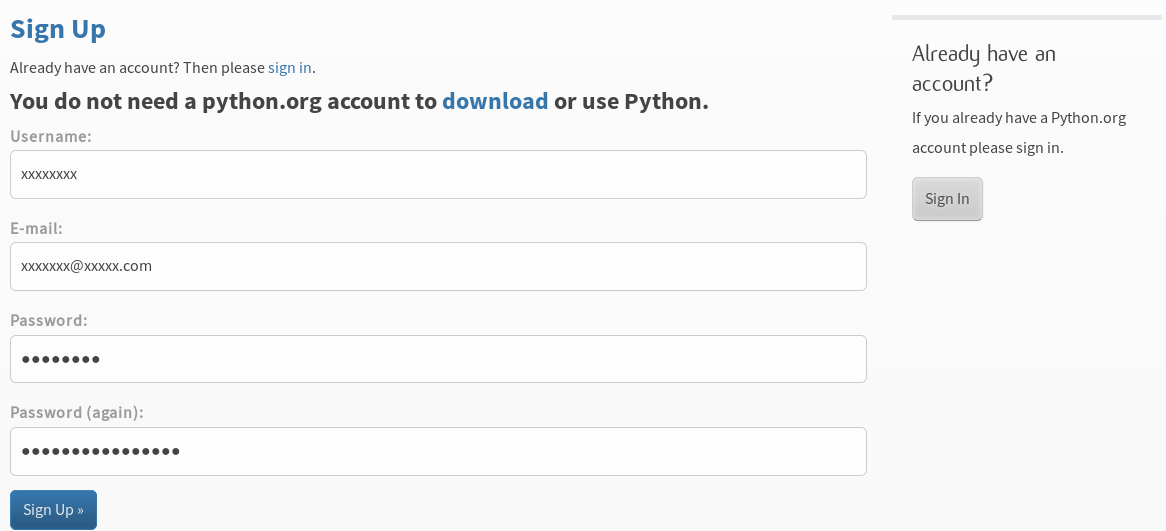 Sign Up
Already have an account? Then please sign in.
You do not need a python.org account to download or use Python.
Username:
xxxxxxxx
E-mail:
xxxxxxx@xxxxx.com
Password:
●●●●●●●●
Password (again):
●●●●●●●●●●●●●●●●
Sign Up »
Already have an
account?
If you already have a Python.org
account please sign in.
Sign In